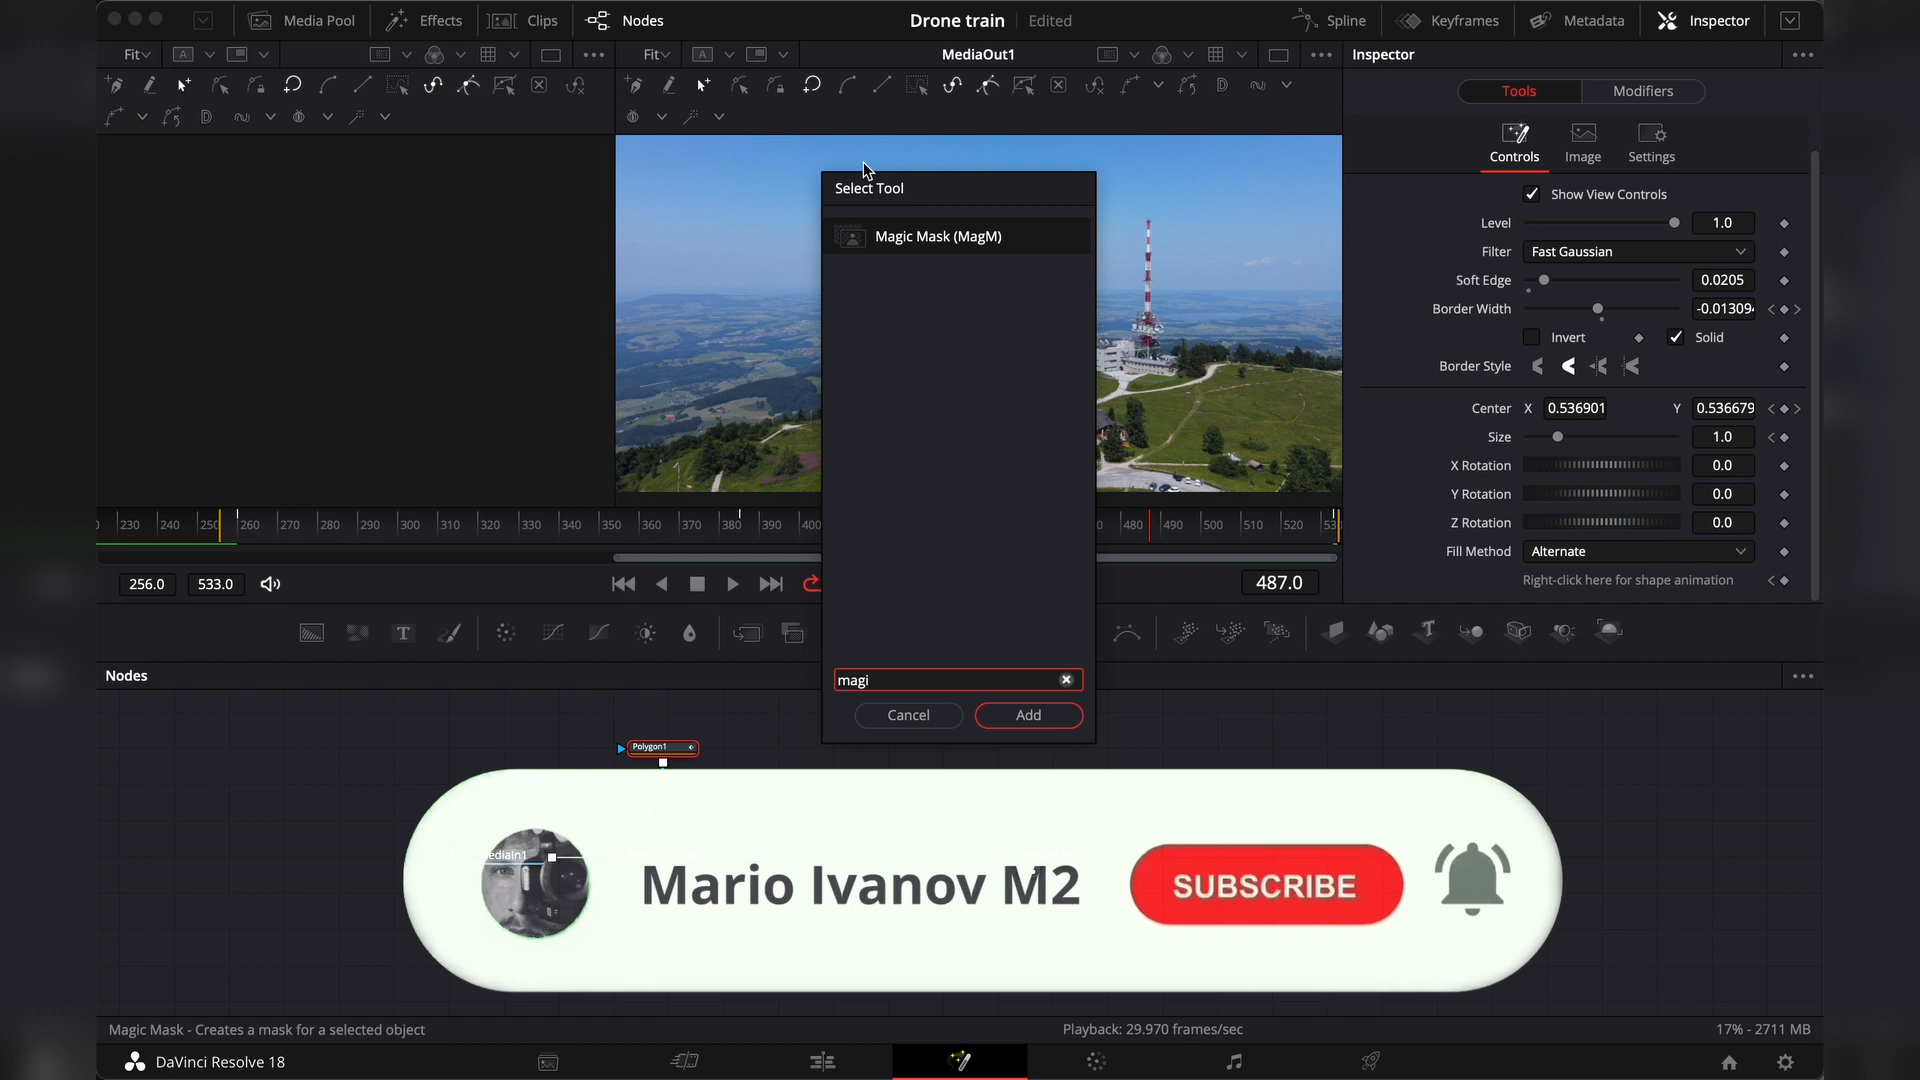 Media Pool
Effects
Clips
Nodes
Drone train
Edited
Spline
Keyframes
Metadata
Inspector
Fit
A
Fit
A
MediaOut1
Inspector
Tools
Modifiers
Controls
Image
Settings
Show View Controls
Level 1.0
Filter Fast Gaussian
Soft Edge 0.0205
Border Width -0.013094
Invert
Solid
Border Style
Center X 0.536901 Y 0.536679
Size 1.0
X Rotation 0.0
Y Rotation 0.0
Z Rotation 0.0
Fill Method Alternate
Right-click here for shape animation
Select Tool
Magic Mask (MagM)
magi
Cancel
Add
230 240 250 260 270 280 290 300 310 320 330 340 350 360 370 380 390 400 480 490 500 510 520
256.0
533.0
487.0
T
T
Nodes
Polygon1
ediaIn1
Mario Ivanov M2
SUBSCRIBE
Magic Mask - Creates a mask for a selected object
Playback: 29.970 frames/sec
17% - 2711 MB
DaVinci Resolve 18